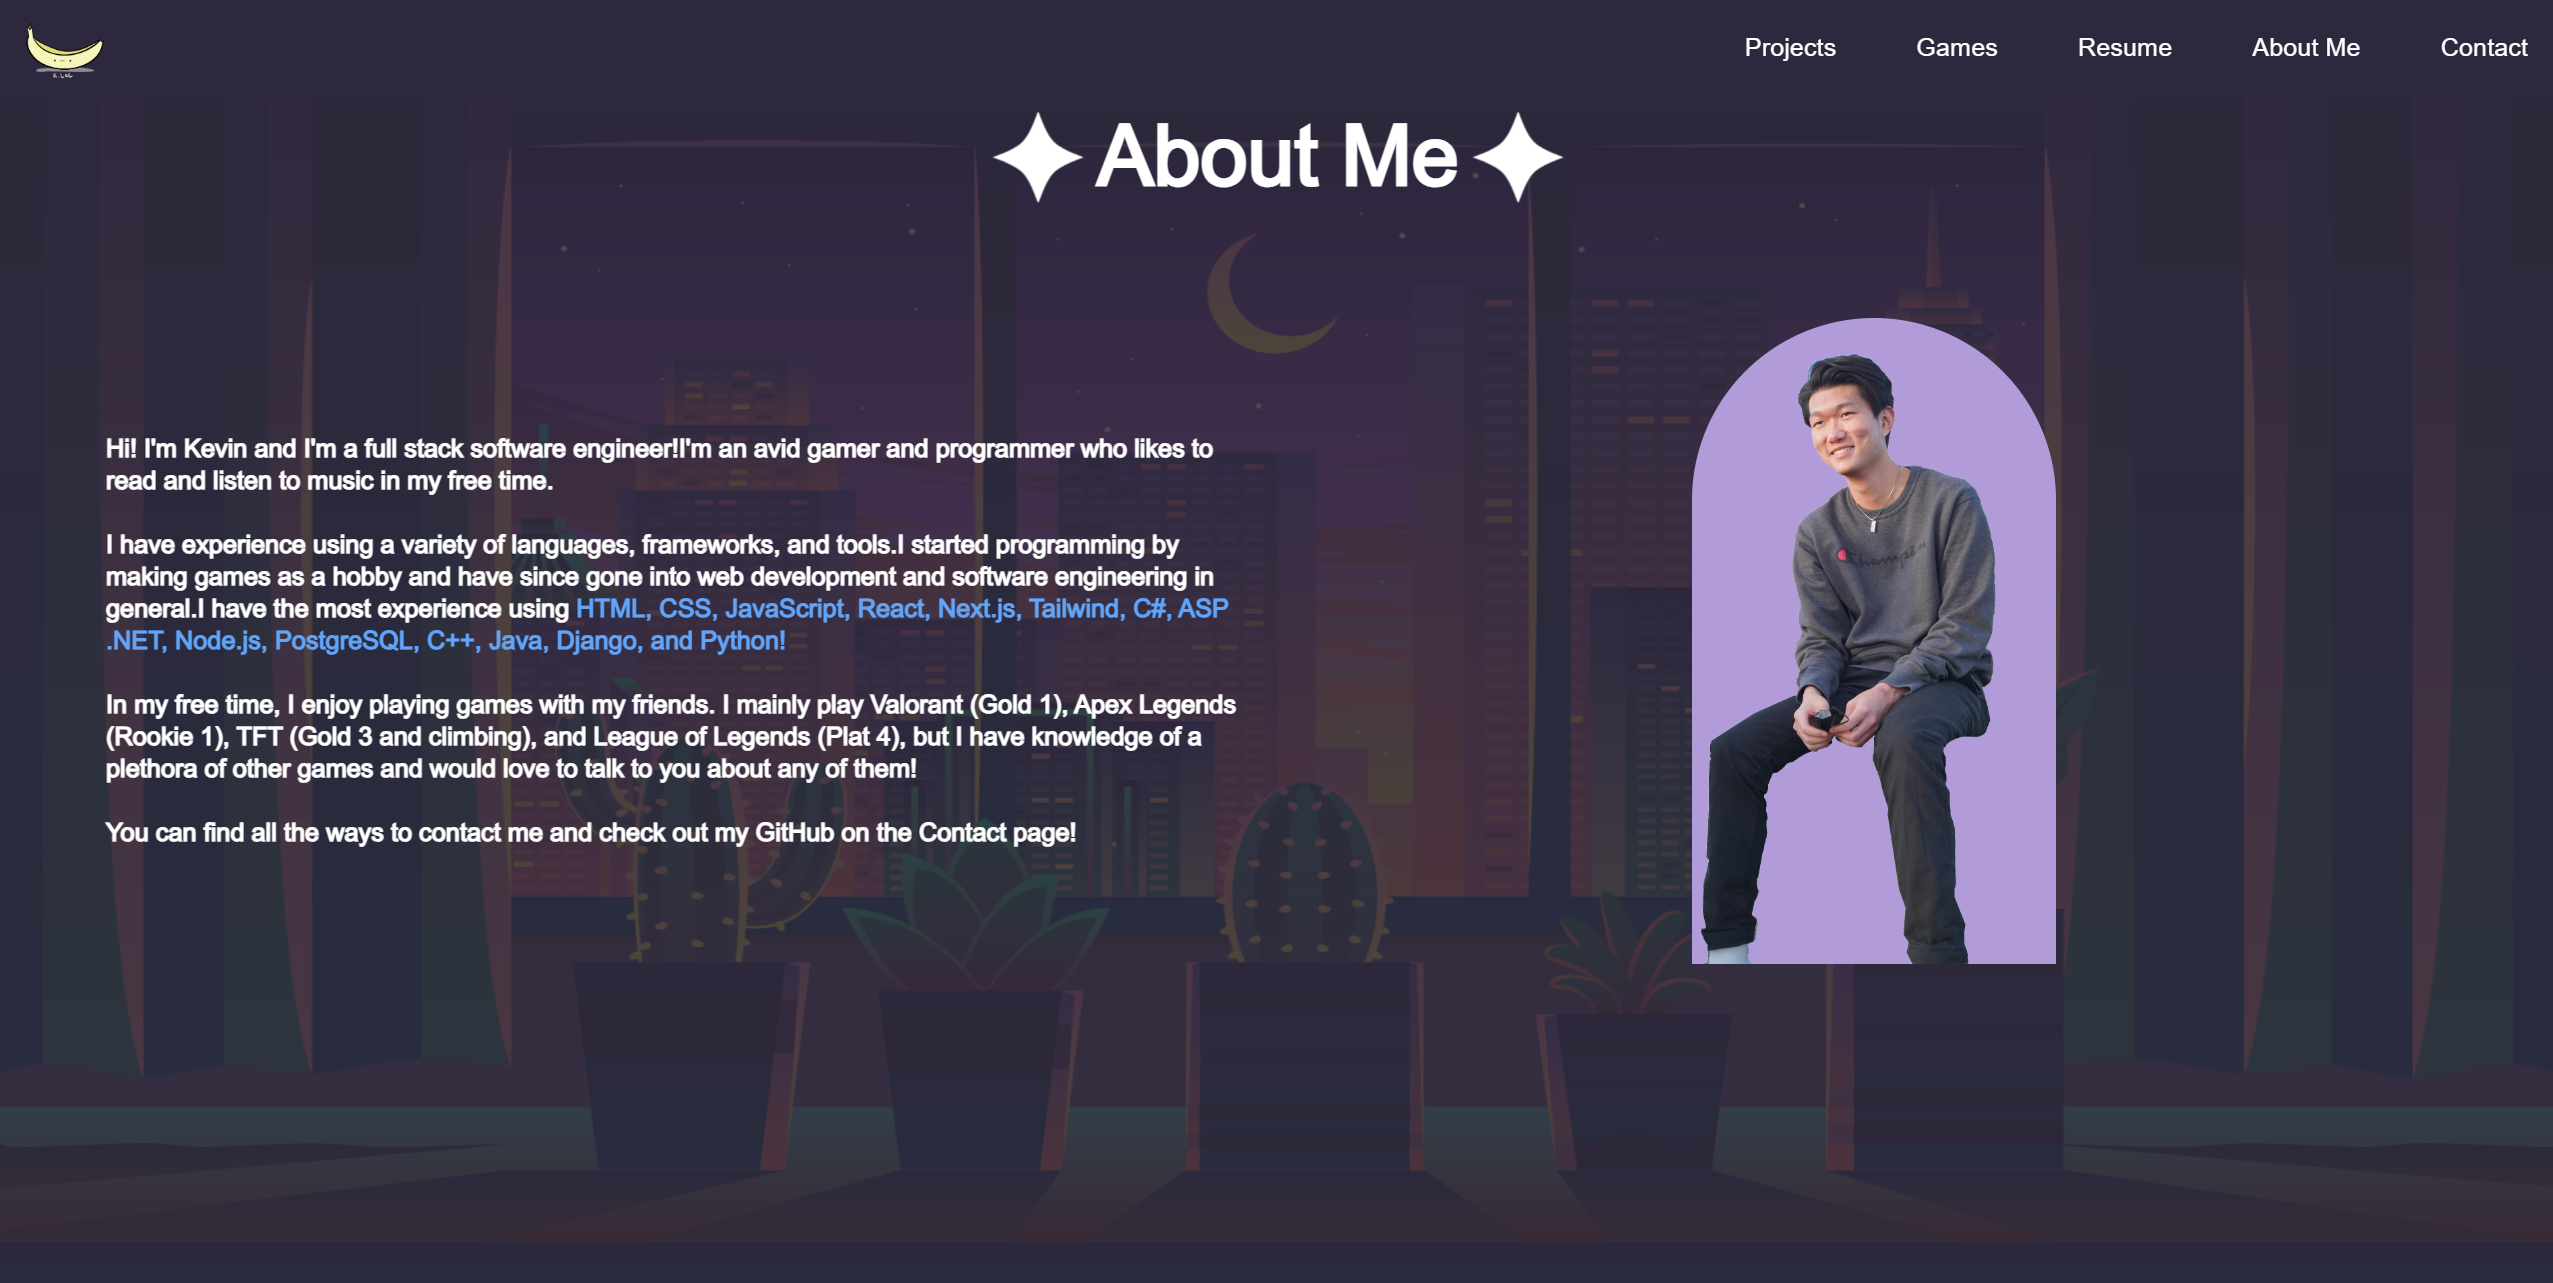 Projects
Games
Resume
About Me
Contact
About Me
Hi! I'm Kevin and I'm a full stack software engineer!I'm an avid gamer and programmer who likes to
read and listen to music in my free time.
I have experience using a variety of languages, frameworks, and tools.I started programming by
making games as a hobby and have since gone into web development and software engineering in
general.I have the most experience using HTML, CSS, JavaScript, React, Next.js, Tailwind, C#, ASP
.NET, Node.js, PostgreSQL, C++, Java, Django, and Python!
In my free time, I enjoy playing games with my friends. I mainly play Valorant (Gold 1), Apex Legends
(Rookie 1), TFT (Gold 3 and climbing), and League of Legends (Plat 4), but I have knowledge of a
plethora of other games and would love to talk to you about any of them!
You can find all the ways to contact me and check out my GitHub on the Contact page!
Champion